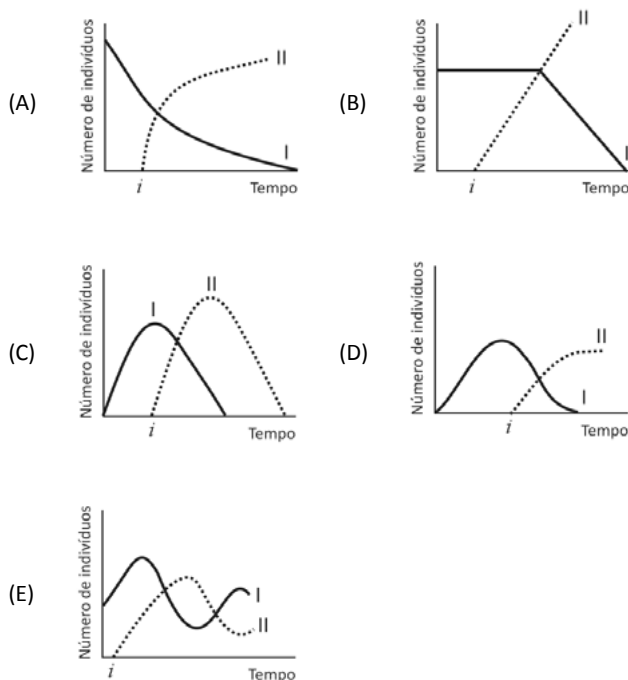 (A)
Número de indivíduos
II
I
i
Tempo
(B)
Número de indivíduos
II
I
i
Tempo
(C)
Número de indivíduos
I
II
i
Tempo
(D)
Número de indivíduos
II
I
i
Tempo
(E)
Número de indivíduos
I
II
i
Tempo